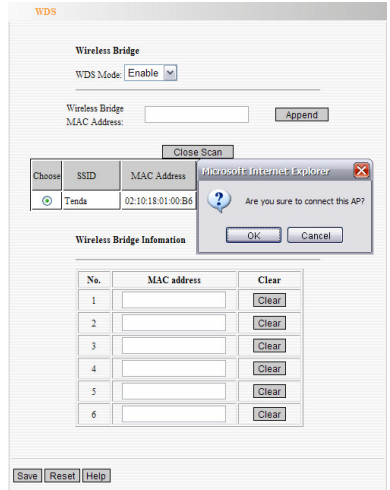 WDS
Wireless Bridge
WDS Mode: Enable
Wireless Bridge
MAC Address:
Append
Close Scan
Choose SSID MAC Address
Tenda 02:10:18:01:00:B6
Microsoft Internet Explorer
Are you sure to connect this AP?
OK Cancel
Wireless Bridge Infomation
No. MAC address Clear
1 Clear
2 Clear
3 Clear
4 Clear
5 Clear
6 Clear
Save Reset Help